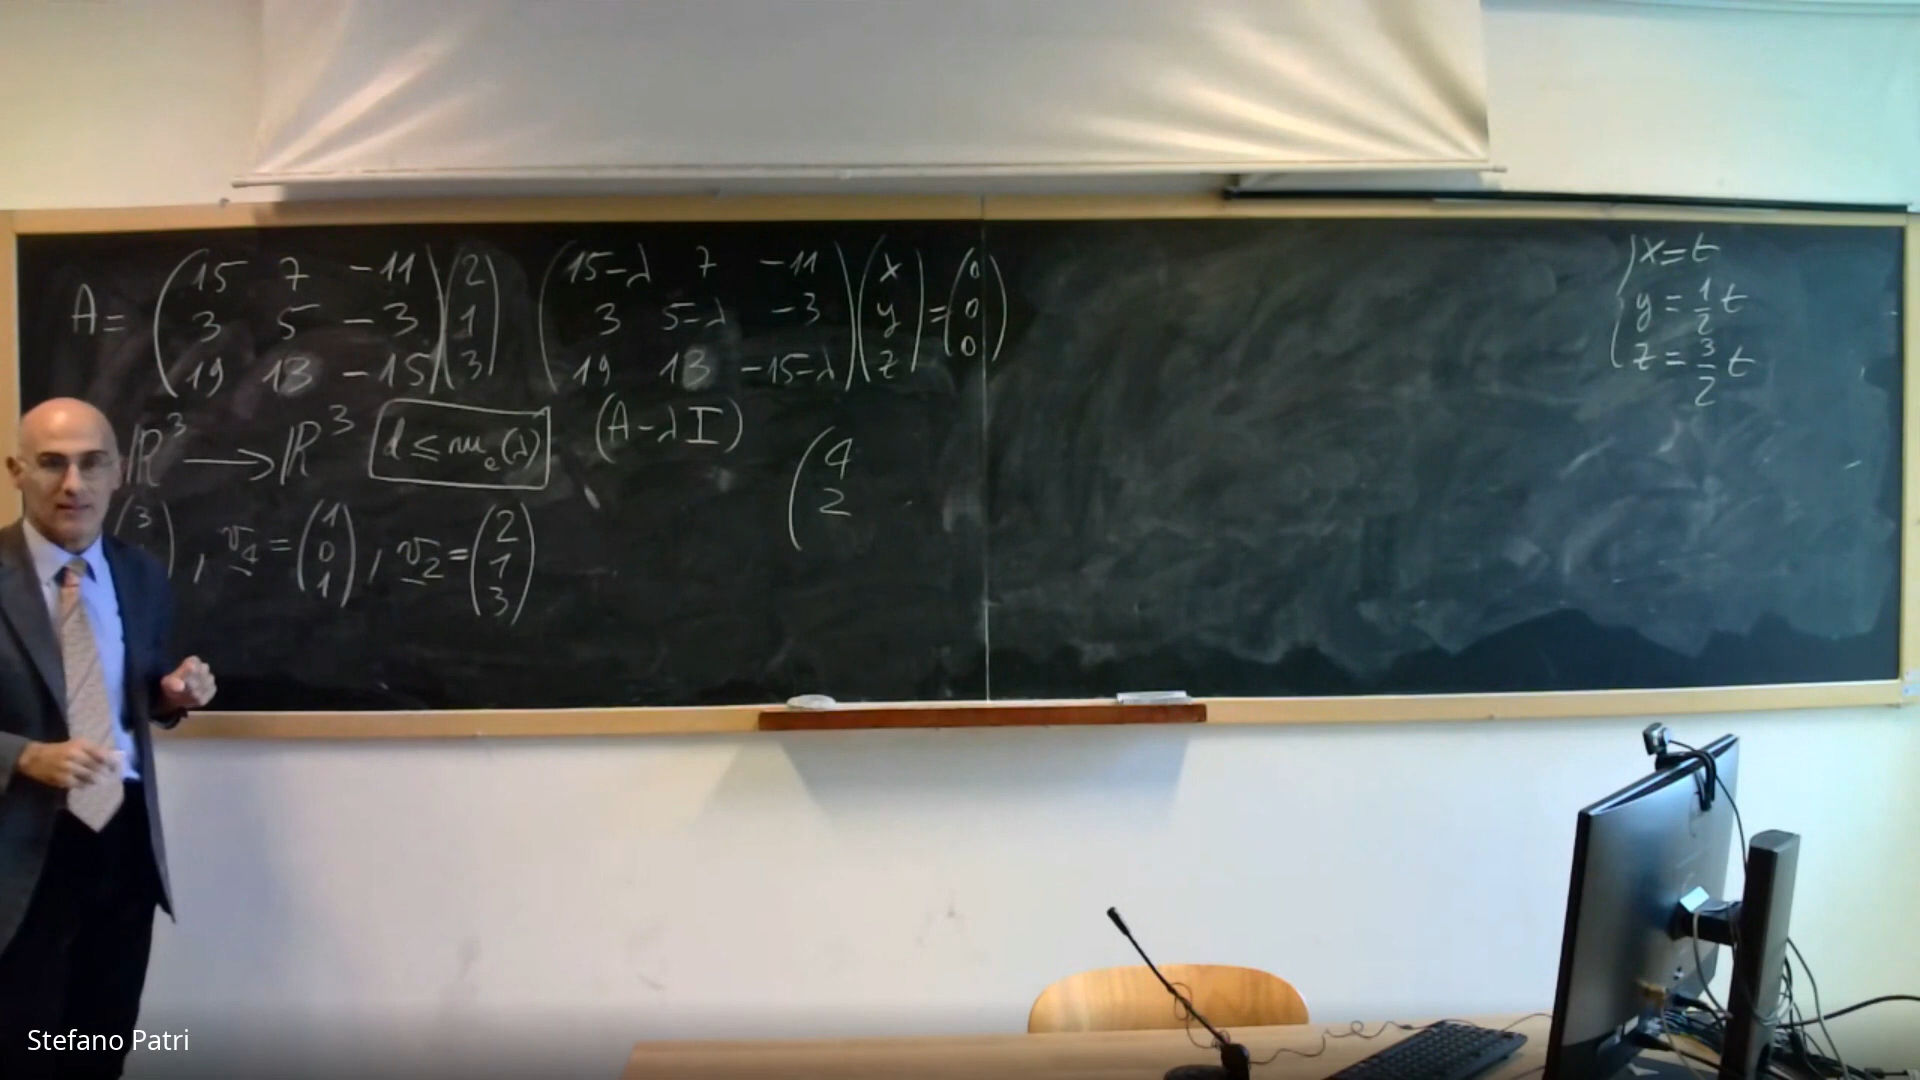 A = ( 15 7 -11 ) ( 2 )
( 3 5 -3 ) ( 1 )
( 19 13 -15 ) ( 3 )
( 15-λ 7 -11 ) ( x ) = ( 0 )
( 3 5-λ -3 ) ( y ) ( 0 )
( 19 13 -15-λ ) ( z ) ( 0 )
ℝ³ → ℝ³
(A-λI)
( 4
2
( 3 ) , v₄ = ( 1 0 1 ) , v₂ = ( 2 1 3 )
{ x = t
y = 1/2 t
z = 3/2 t
Stefano Patri